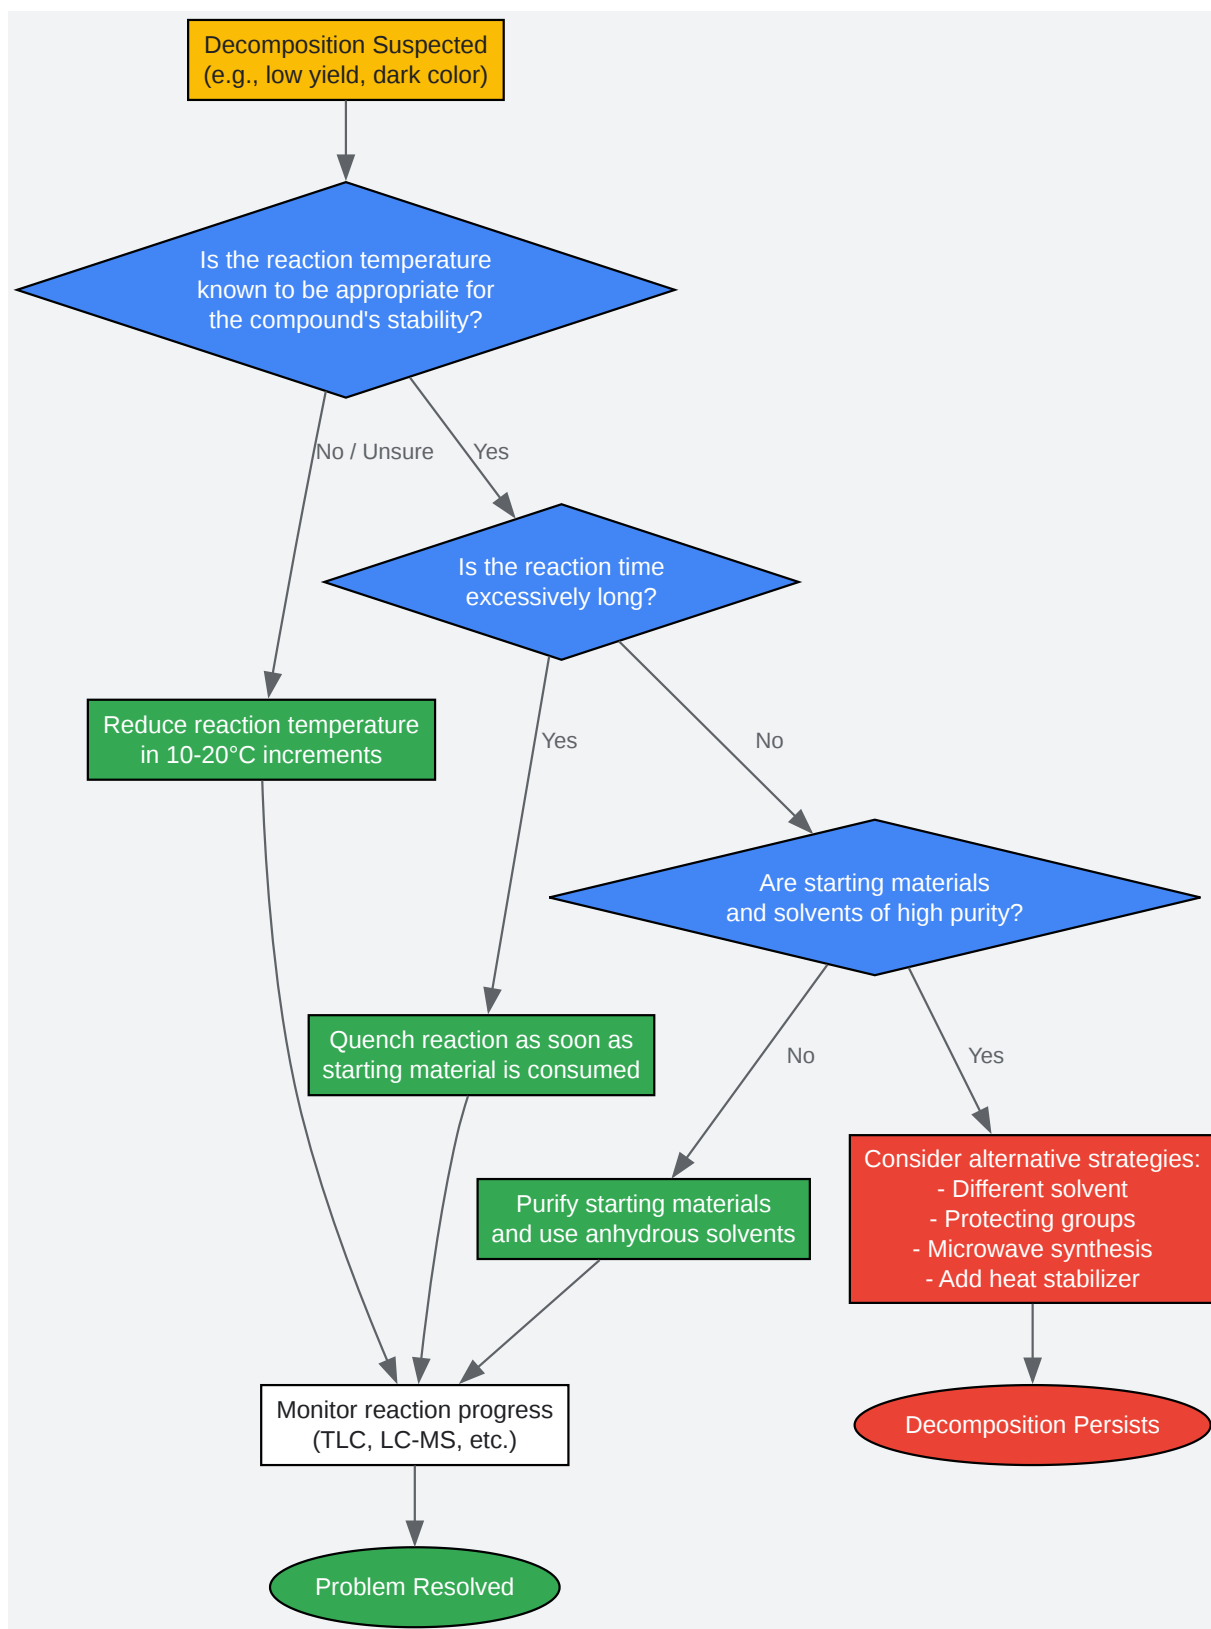 Decomposition Suspected
(e.g., low yield, dark color)
Is the reaction temperature
known to be appropriate for
the compound's stability?
No / Unsure
Yes
Is the reaction time
excessively long?
Reduce reaction temperature
in 10-20°C increments
Yes
No
Are starting materials
and solvents of high purity?
Quench reaction as soon as
starting material is consumed
No
Yes
Purify starting materials
and use anhydrous solvents
Consider alternative strategies:
- Different solvent
- Protecting groups
- Microwave synthesis
- Add heat stabilizer
Monitor reaction progress
(TLC, LC-MS, etc.)
Decomposition Persists
Problem Resolved